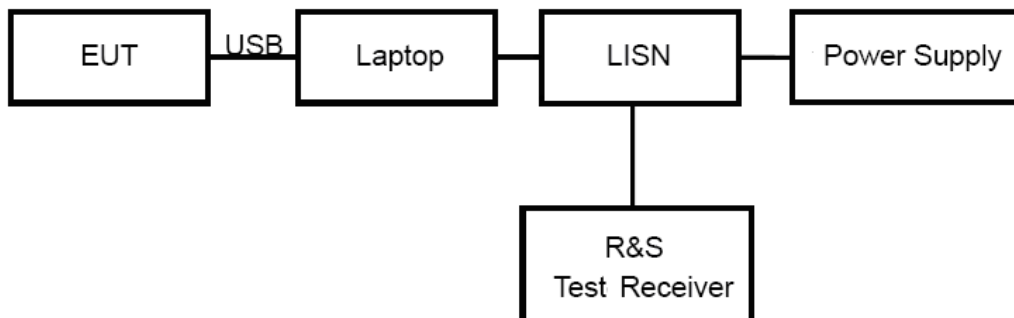 EUT
USB
Laptop
LISN
Power Supply
R&S
Test Receiver